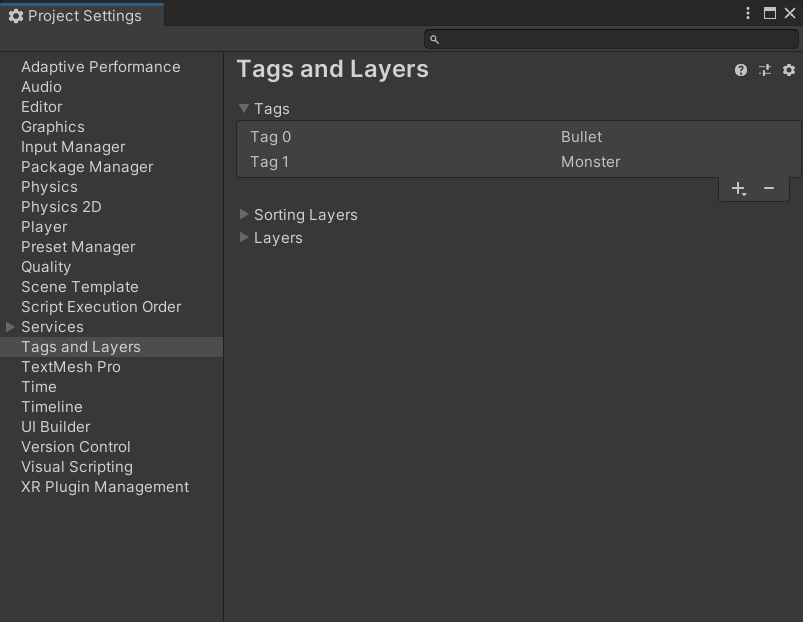 Project Settings
Adaptive Performance
Audio
Editor
Graphics
Input Manager
Package Manager
Physics
Physics 2D
Player
Preset Manager
Quality
Scene Template
Script Execution Order
Services
Tags and Layers
TextMesh Pro
Time
Timeline
UI Builder
Version Control
Visual Scripting
XR Plugin Management
Tags and Layers
Tags
Tag 0 Bullet
Tag 1 Monster
Sorting Layers
Layers